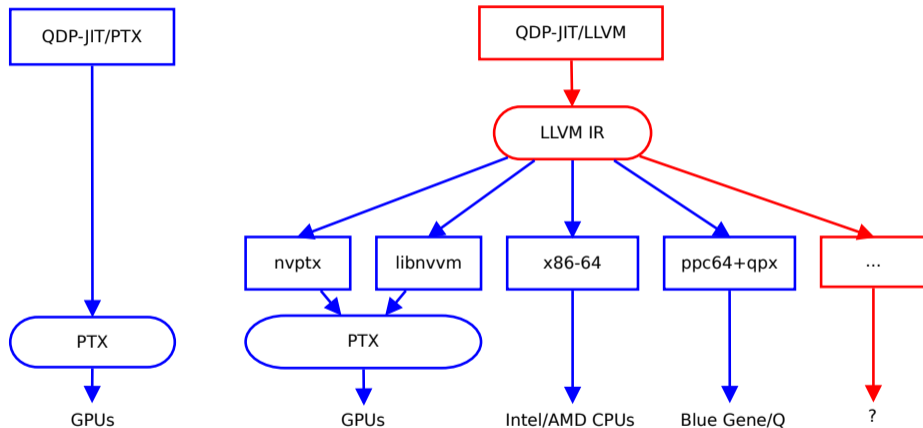 QDP-JIT/PTX
QDP-JIT/LLVM
LLVM IR
nvptx
libnvvm
x86-64
ppc64+qpx
...
PTX
PTX
GPUs
GPUs
Intel/AMD CPUs
Blue Gene/Q
?